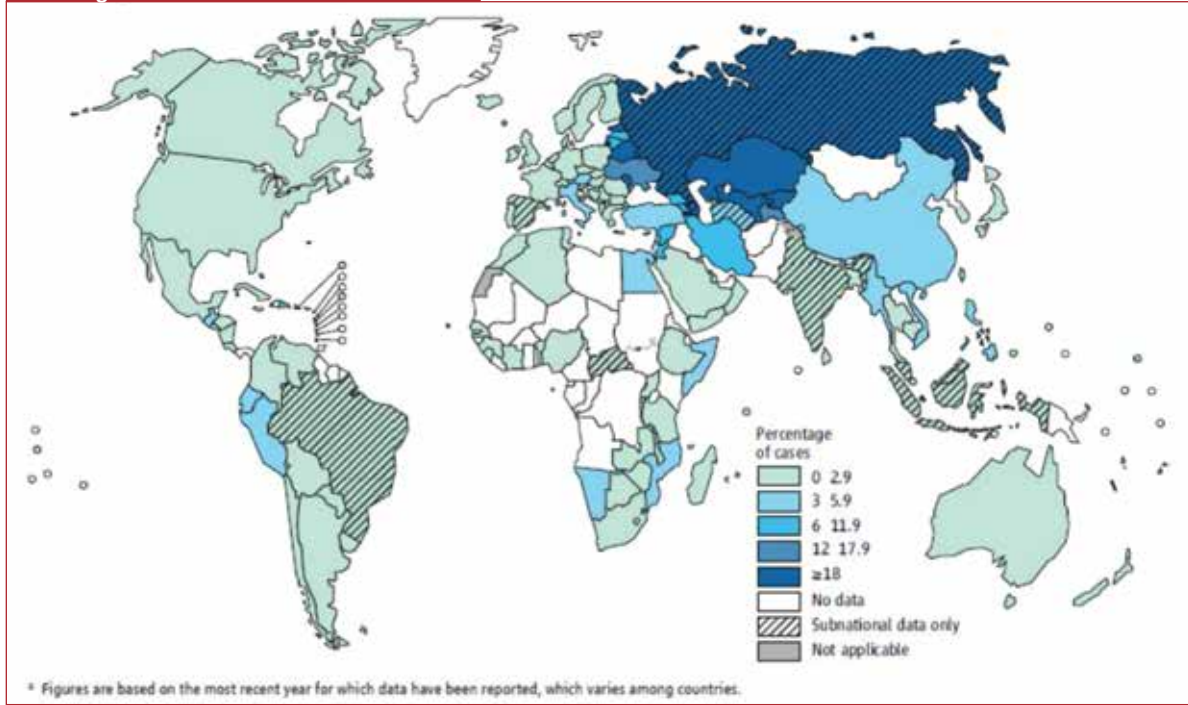 Percentage
of cases
0 2.9
3 5.9
6 11.9
12 17.9
≥18
No data
Subnational data only
Not applicable
* Figures are based on the most recent year for which data have been reported, which varies among countries.